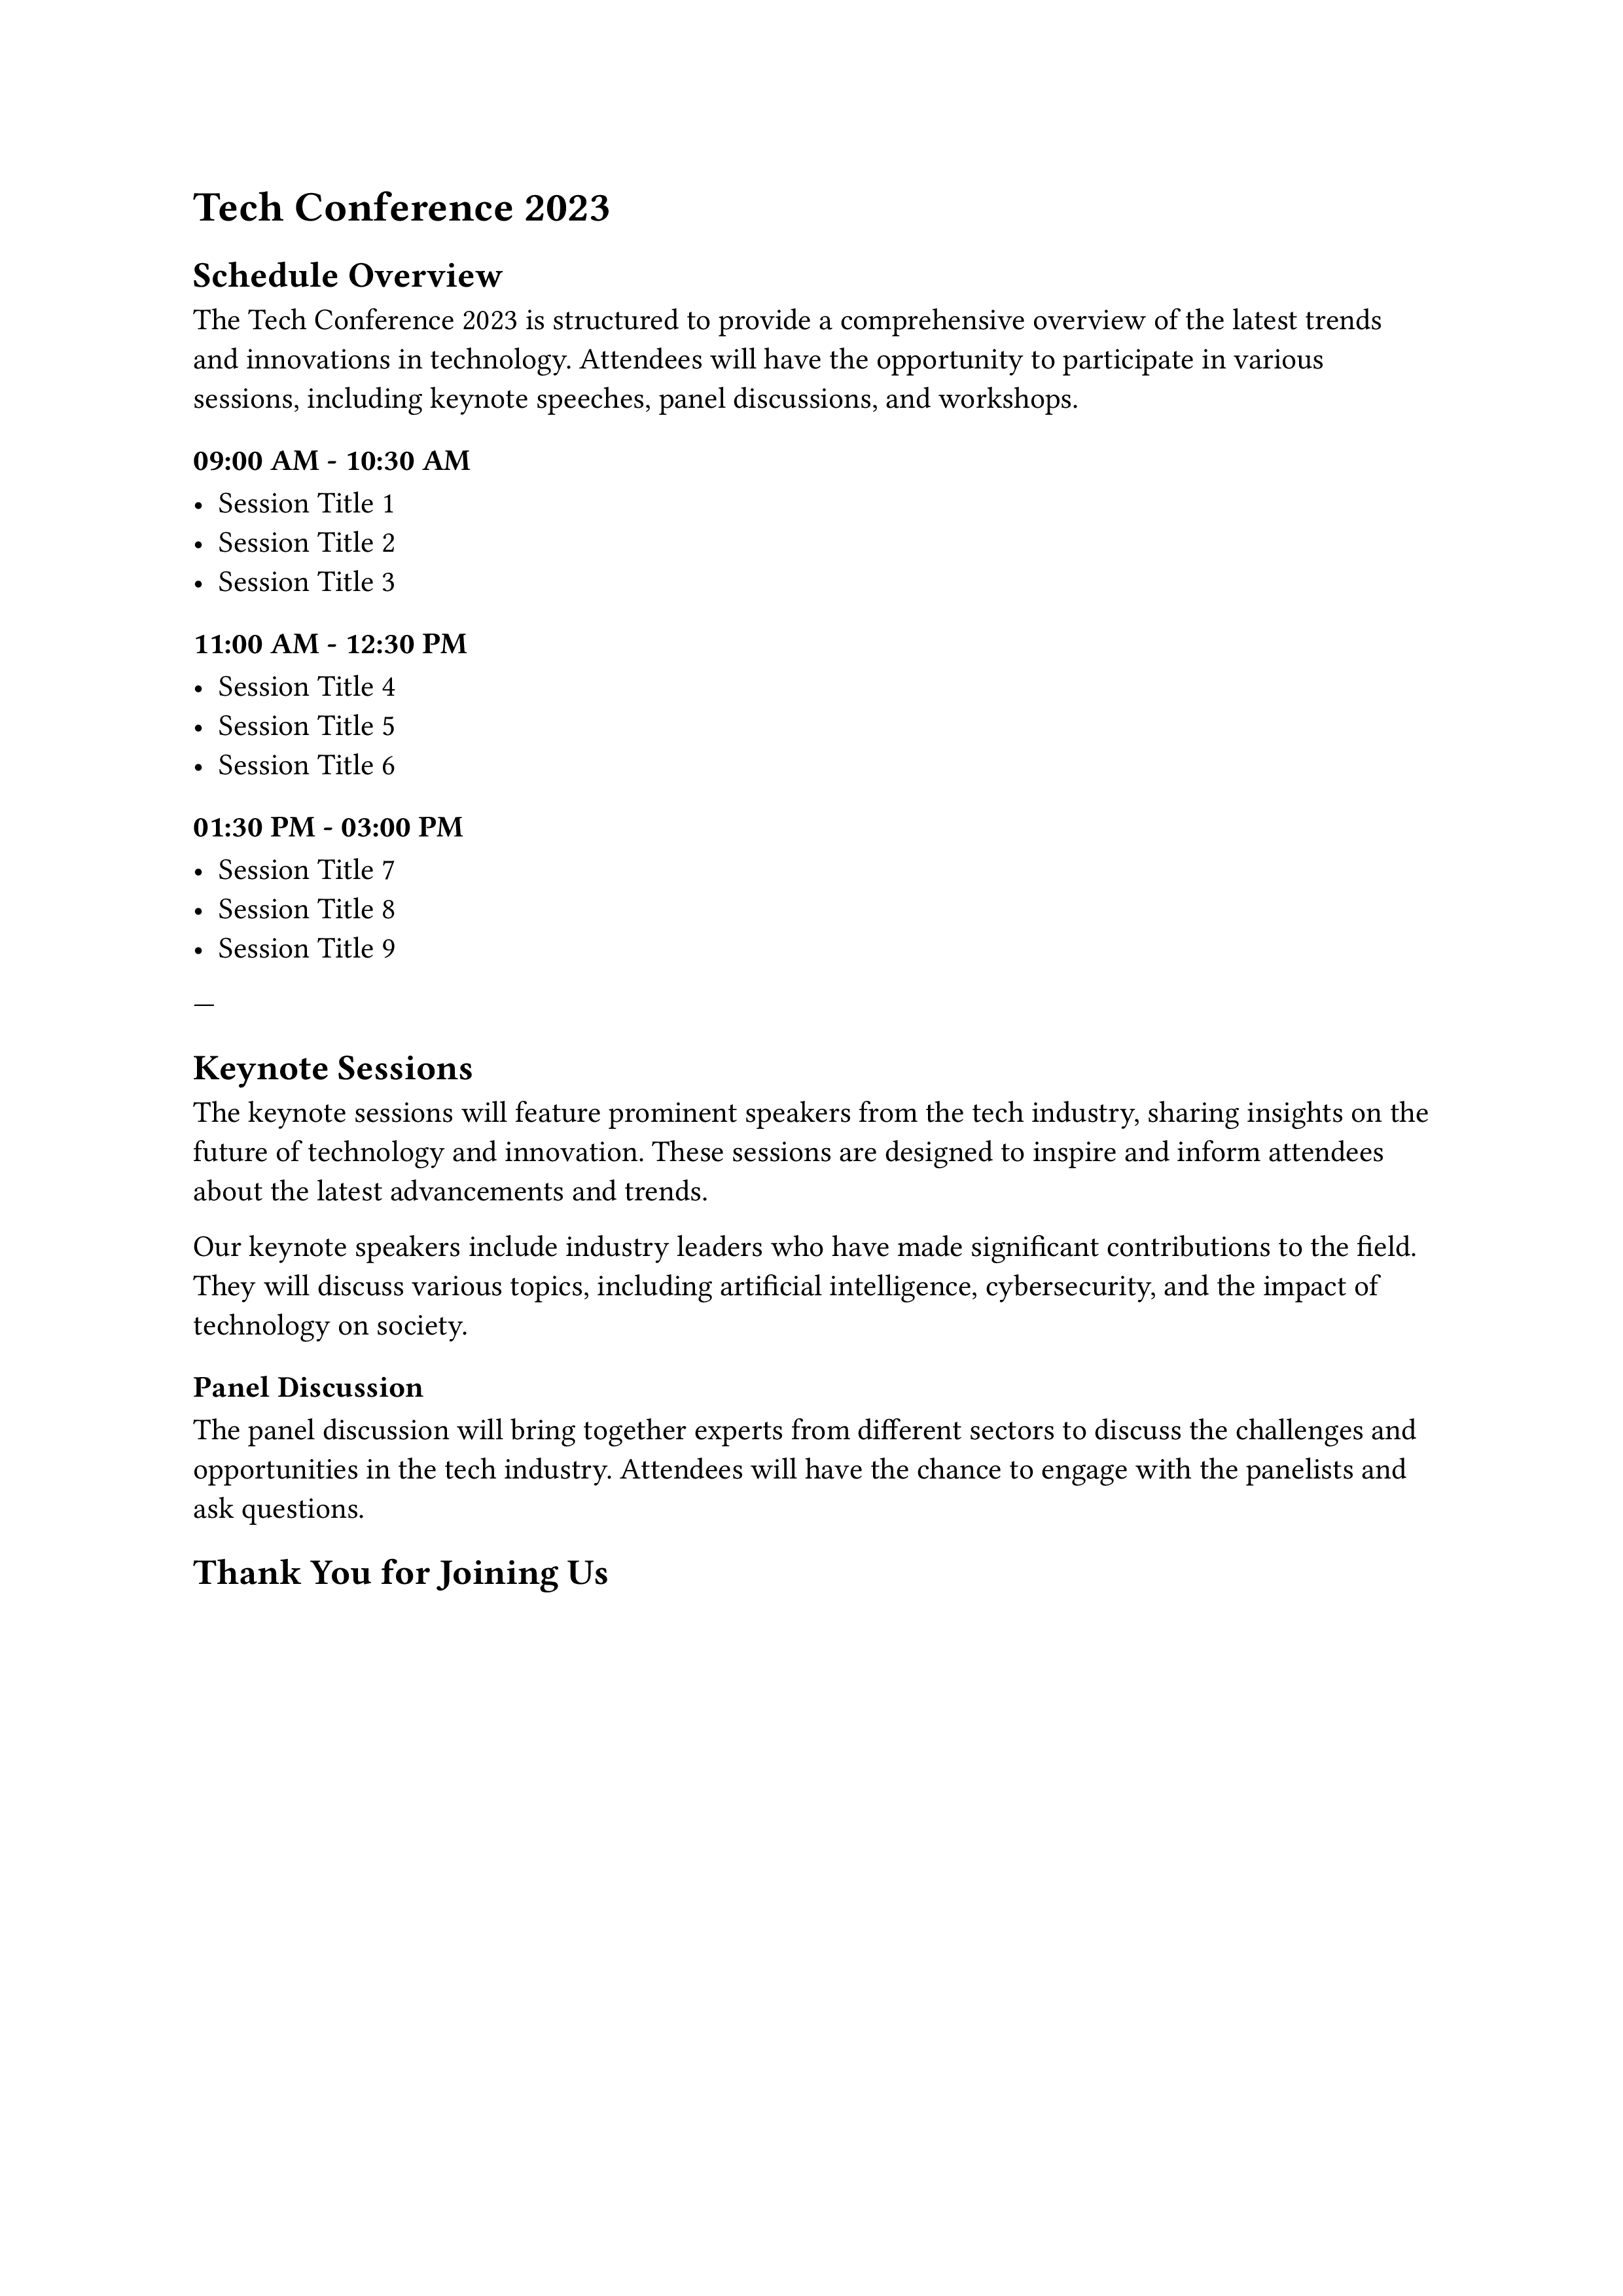 Tech Conference 2023
Schedule Overview
The Tech Conference 2023 is structured to provide a comprehensive overview of the latest trends
and innovations in technology. Attendees will have the opportunity to participate in various
sessions, including keynote speeches, panel discussions, and workshops.
09:00 AM - 10:30 AM
• Session Title 1
• Session Title 2
• Session Title 3
11:00 AM - 12:30 PM
• Session Title 4
• Session Title 5
• Session Title 6
01:30 PM - 03:00 PM
• Session Title 7
• Session Title 8
• Session Title 9
—
Keynote Sessions
The keynote sessions will feature prominent speakers from the tech industry, sharing insights on the
future of technology and innovation. These sessions are designed to inspire and inform attendees
about the latest advancements and trends.
Our keynote speakers include industry leaders who have made significant contributions to the field.
They will discuss various topics, including artificial intelligence, cybersecurity, and the impact of
technology on society.
Panel Discussion
The panel discussion will bring together experts from different sectors to discuss the challenges and
opportunities in the tech industry. Attendees will have the chance to engage with the panelists and
ask questions.
Thank You for Joining Us